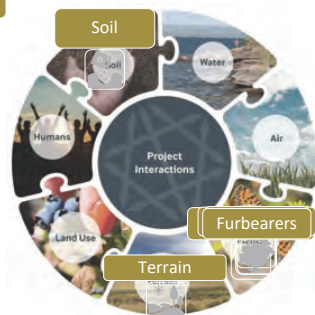 Soil
Soil
Water
Humans
Air
Project
Interactions
Land Use
Furbearers
Terrain